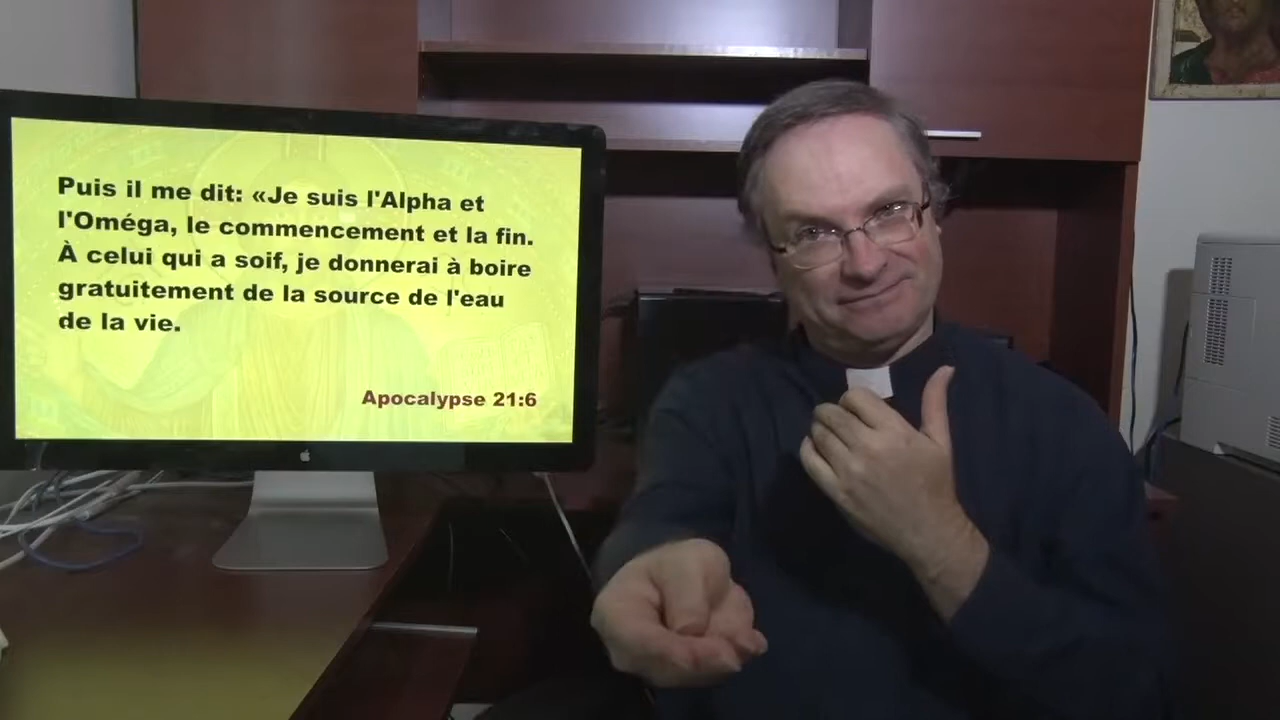 Puis il me dit: «Je suis l'Alpha et
l'Oméga, le commencement et la fin.
À celui qui a soif, je donnerai à boire
gratuitement de la source de l'eau
de la vie.
Apocalypse 21:6